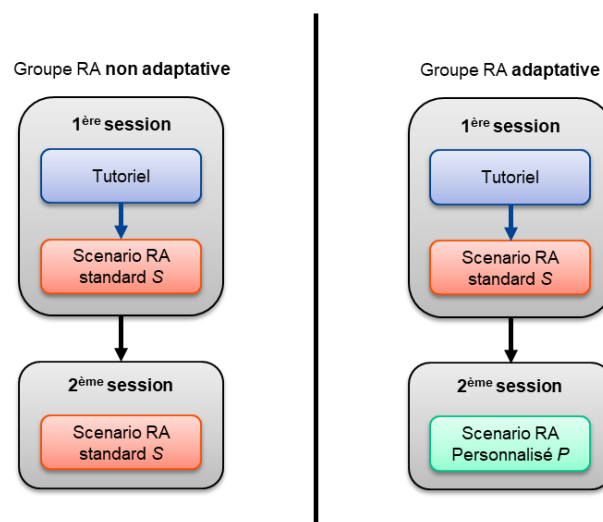 Groupe RA non adaptative
1ère session
Tutoriel
Scenario RA
standard S
2ème session
Scenario RA
standard S
Groupe RA adaptative
1ère session
Tutoriel
Scenario RA
standard S
2ème session
Scenario RA
Personnalisé P